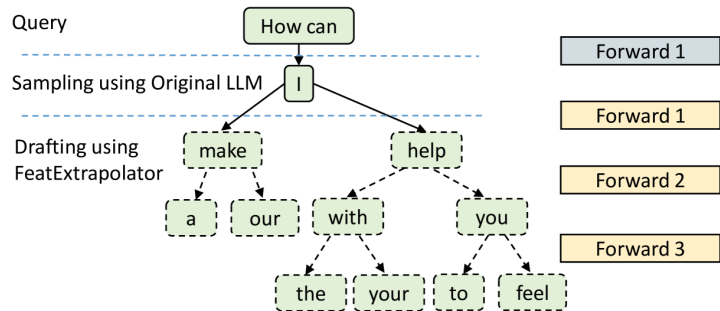 Query
How can
Forward 1
Sampling using Original LLM
I
Forward 1
Drafting using
FeatExtrapolator
make
help
Forward 2
a
our
with
you
Forward 3
the
your
to
feel